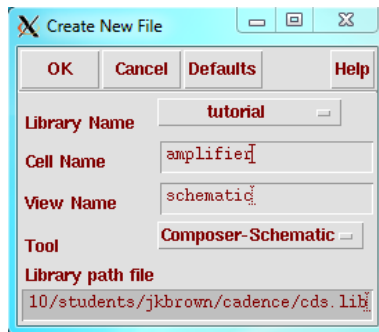 Create New File
OK Cancel Defaults Help
Library Name tutorial
Cell Name amplifier
View Name schematic
Tool Composer-Schematic
Library path file
10/students/jkbrown/cadence/cds.lib